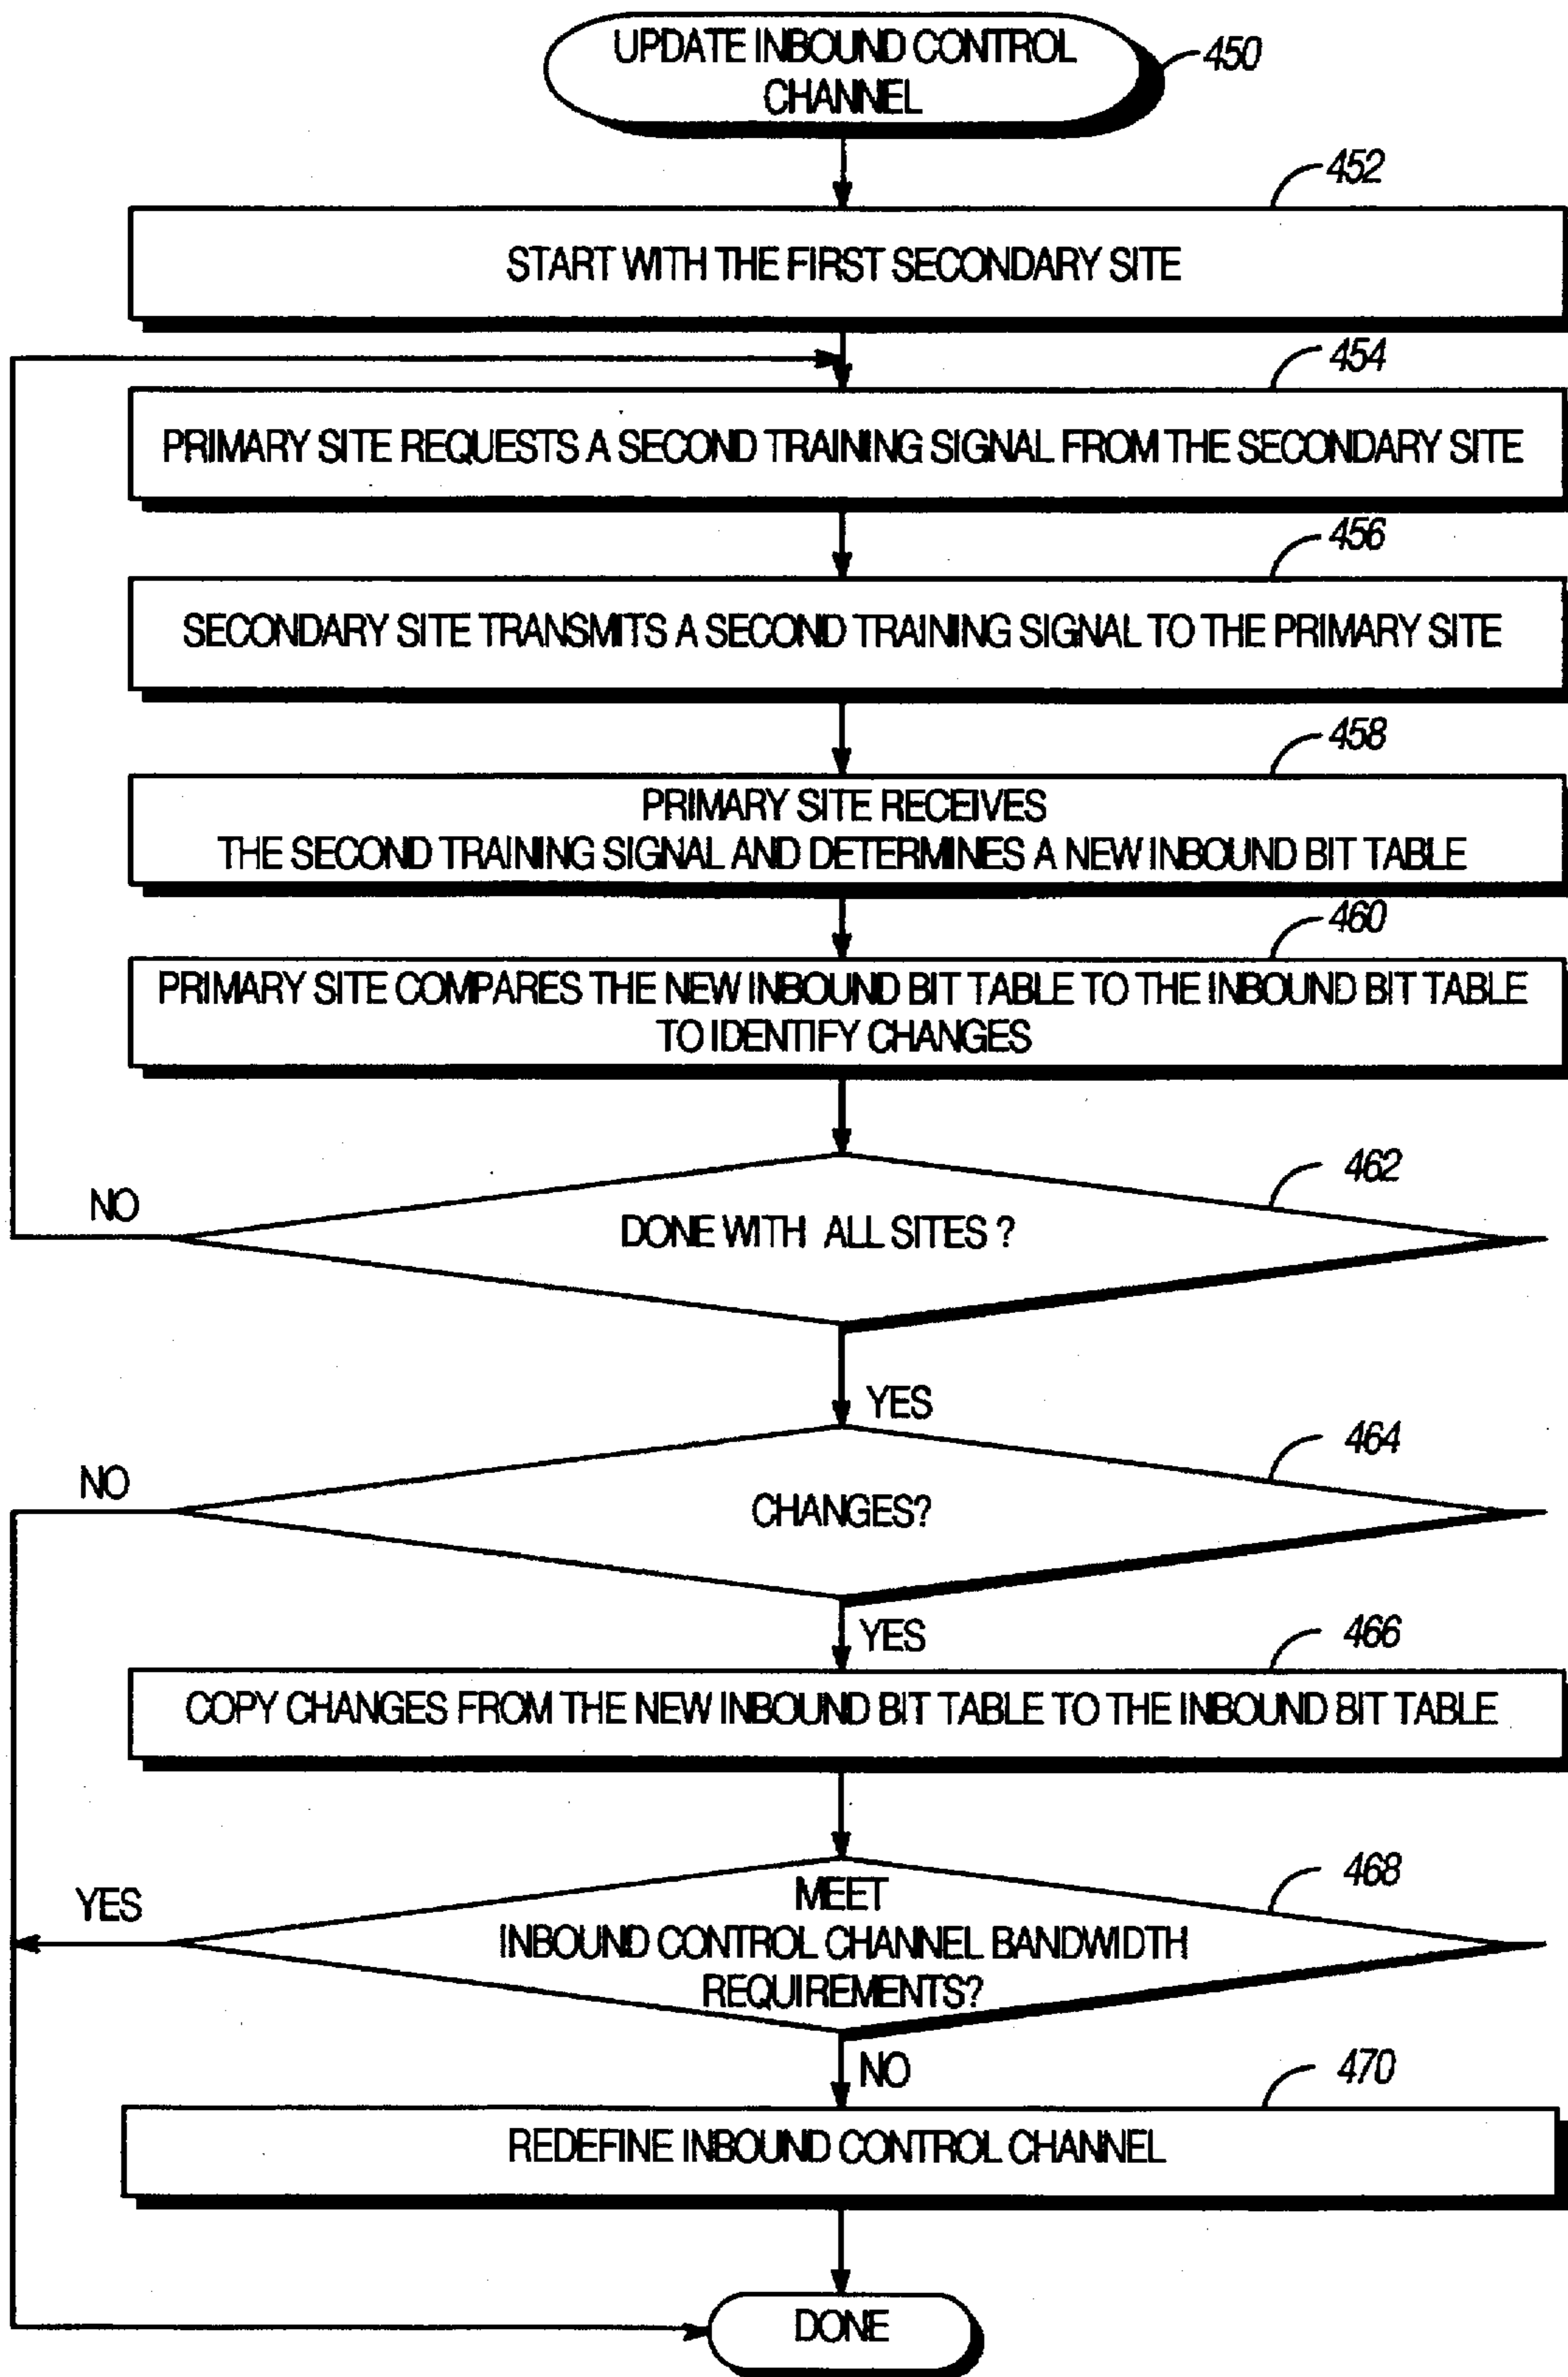 UPDATE INBOUND CONTROL
CHANNEL
450
452
START WITH THE FIRST SECONDARY SITE
454
PRIMARY SITE REQUESTS A SECOND TRAINING SIGNAL FROM THE SECONDARY SITE
456
SECONDARY SITE TRANSMITS A SECOND TRAINING SIGNAL TO THE PRIMARY SITE
458
PRIMARY SITE RECEIVES
THE SECOND TRAINING SIGNAL AND DETERMINES A NEW INBOUND BIT TABLE
460
PRIMARY SITE COMPARES THE NEW INBOUND BIT TABLE TO THE INBOUND BIT TABLE
TO IDENTIFY CHANGES
462
NO
DONE WITH ALL SITES ?
YES
464
NO
CHANGES?
YES
466
COPY CHANGES FROM THE NEW INBOUND BIT TABLE TO THE INBOUND BIT TABLE
468
YES
MEET
INBOUND CONTROL CHANNEL BANDWIDTH
REQUIREMENTS?
NO
470
REDEFINE INBOUND CONTROL CHANNEL
DONE